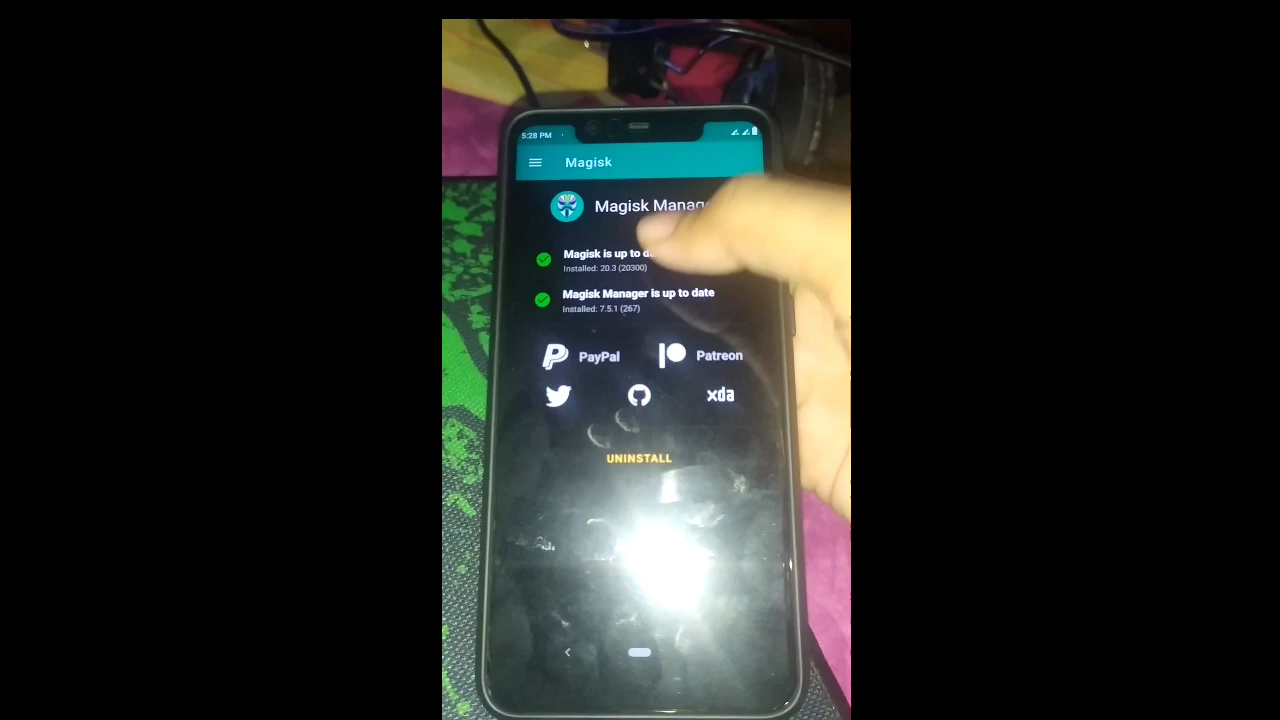 5:28 PM
Magisk
Magisk Manag
Magisk is up to d
Installed: 20.3 (20300)
Magisk Manager is up to date
Installed: 7.5.1 (267)
PayPal Patreon
xda
UNINSTALL